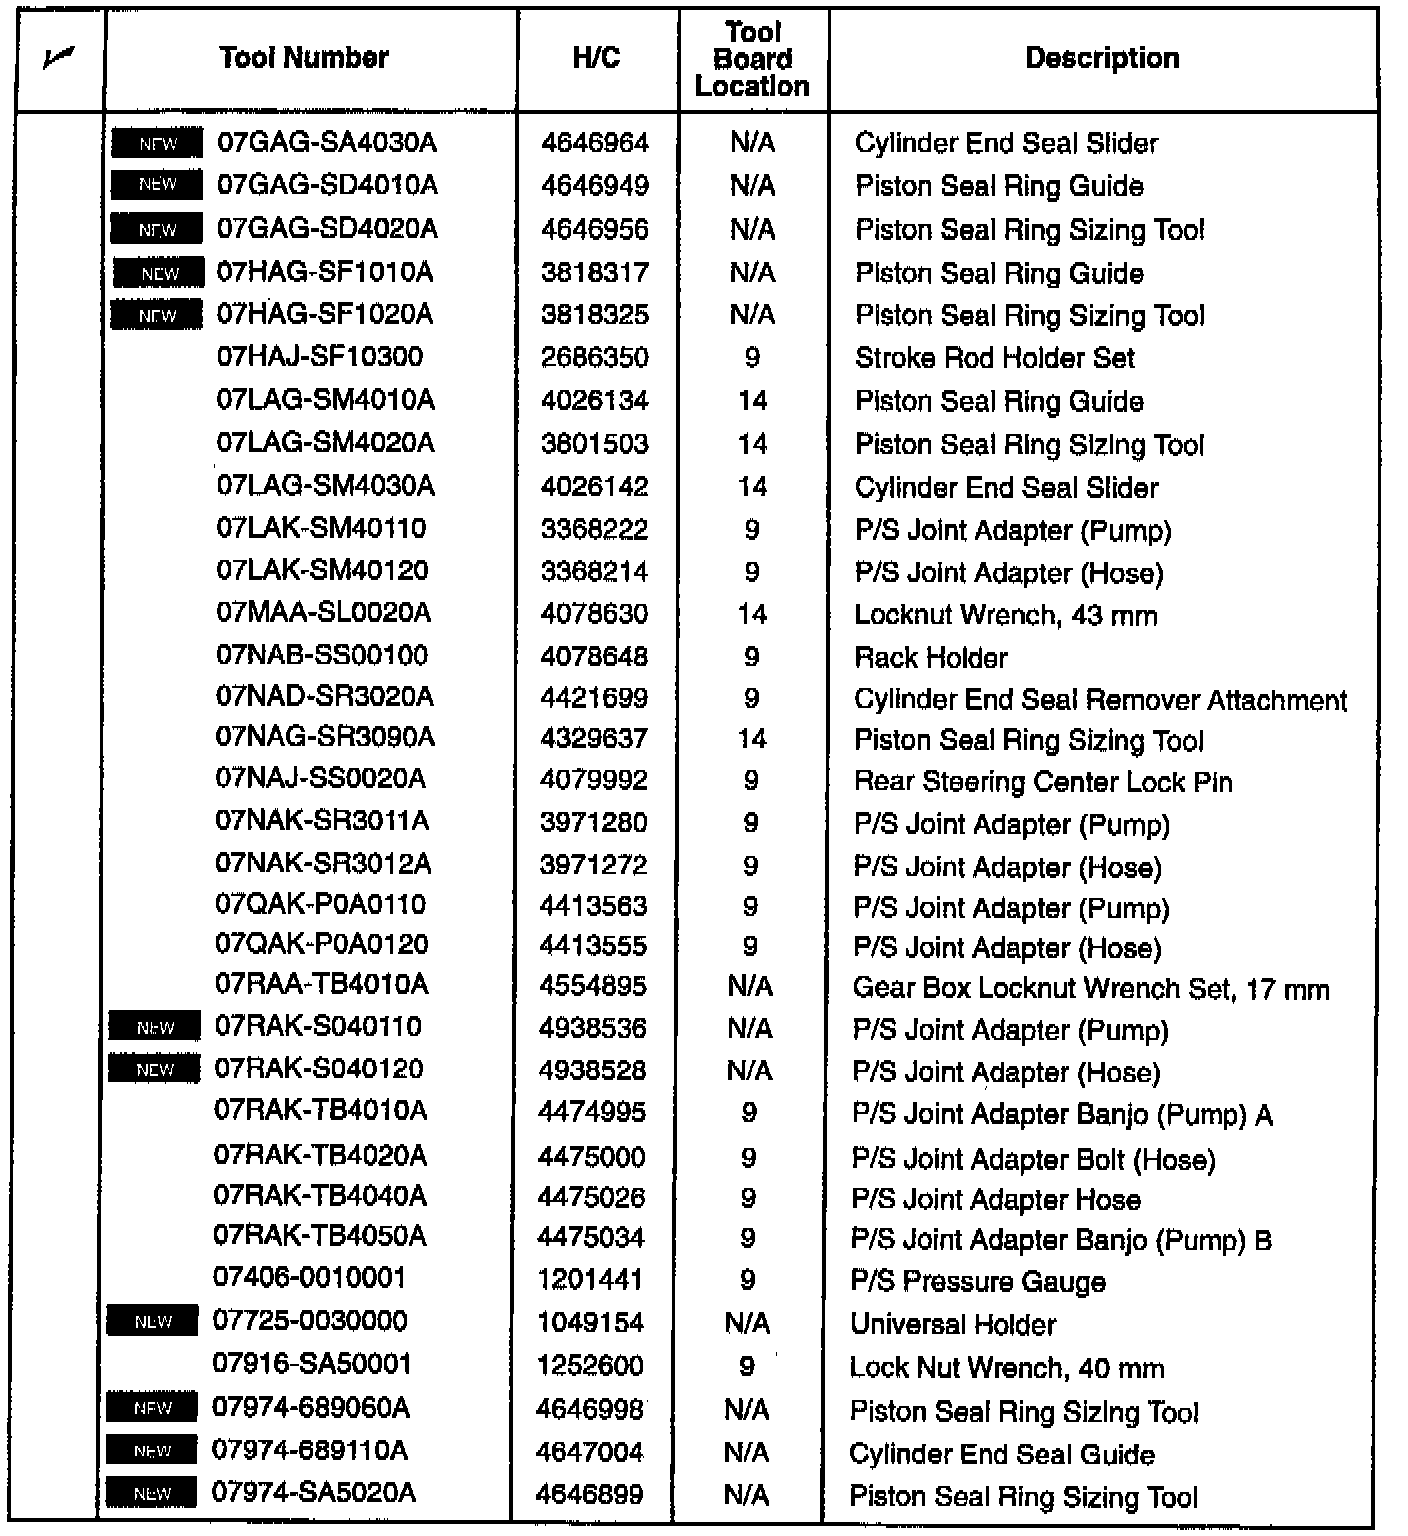 ✓ Tool Number H/C Tool Board Location Description
NEW 07GAG-SA4030A 4646964 N/A Cylinder End Seal Slider
NEW 07GAG-SD4010A 4646949 N/A Piston Seal Ring Guide
NEW 07GAG-SD4020A 4646956 N/A Piston Seal Ring Sizing Tool
NEW 07HAG-SF1010A 3818317 N/A Piston Seal Ring Guide
NEW 07HAG-SF1020A 3818325 N/A Piston Seal Ring Sizing Tool
07HAJ-SF10300 2686350 9 Stroke Rod Holder Set
07LAG-SM4010A 4026134 14 Piston Seal Ring Guide
07LAG-SM4020A 3801503 14 Piston Seal Ring Sizing Tool
07LAG-SM4030A 4026142 14 Cylinder End Seal Slider
07LAK-SM40110 3368222 9 P/S Joint Adapter (Pump)
07LAK-SM40120 3368214 9 P/S Joint Adapter (Hose)
07MAA-SL0020A 4078630 14 Locknut Wrench, 43 mm
07NAB-SS00100 4078648 9 Rack Holder
07NAD-SR3020A 4421699 9 Cylinder End Seal Remover Attachment
07NAG-SR3090A 4329637 14 Piston Seal Ring Sizing Tool
07NAJ-SS0020A 4079992 9 Rear Steering Center Lock Pin
07NAK-SR3011A 3971280 9 P/S Joint Adapter (Pump)
07NAK-SR3012A 3971272 9 P/S Joint Adapter (Hose)
07QAK-P0A0110 4413563 9 P/S Joint Adapter (Pump)
07QAK-P0A0120 4413555 9 P/S Joint Adapter (Hose)
07RAA-TB4010A 4554895 N/A Gear Box Locknut Wrench Set, 17 mm
NEW 07RAK-S040110 4938536 N/A P/S Joint Adapter (Pump)
NEW 07RAK-S040120 4938528 N/A P/S Joint Adapter (Hose)
07RAK-TB4010A 4474995 9 P/S Joint Adapter Banjo (Pump) A
07RAK-TB4020A 4475000 9 P/S Joint Adapter Bolt (Hose)
07RAK-TB4040A 4475026 9 P/S Joint Adapter Hose
07RAK-TB4050A 4475034 9 P/S Joint Adapter Banjo (Pump) B
07406-0010001 1201441 9 P/S Pressure Gauge
NEW 07725-0030000 1049154 N/A Universal Holder
07916-SA50001 1252600 9 Lock Nut Wrench, 40 mm
NEW 07974-689060A 4646998 N/A Piston Seal Ring Sizing Tool
NEW 07974-689110A 4647004 N/A Cylinder End Seal Guide
NEW 07974-SA5020A 4646899 N/A Piston Seal Ring Sizing Tool